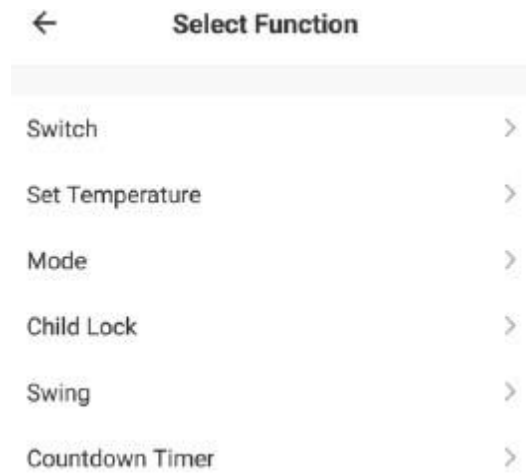 Select Function
Switch
Set Temperature
Mode
Child Lock
Swing
Countdown Timer